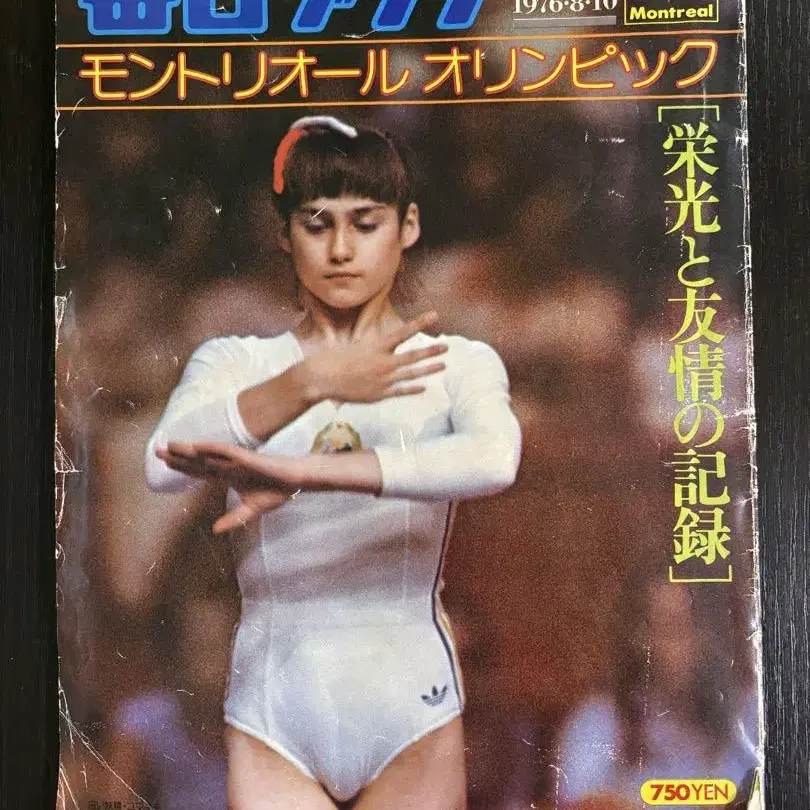 1976・8・10
Montreal
モントリオール オリンピック
[栄光と友情の記録]
750YEN